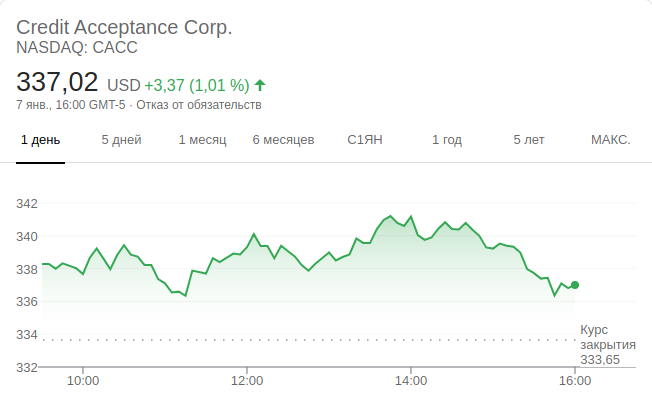 Credit Acceptance Corp.
NASDAQ: CACC
337,02 USD +3,37 (1,01 %)
7 янв., 16:00 GMT-5 · Отказ от обязательств
1 день 5 дней 1 месяц 6 месяцев С1ЯН 1 год 5 лет МАКС.
342
340
338
336
334
332
Курс
закрытия
333,65
10:00 12:00 14:00 16:00